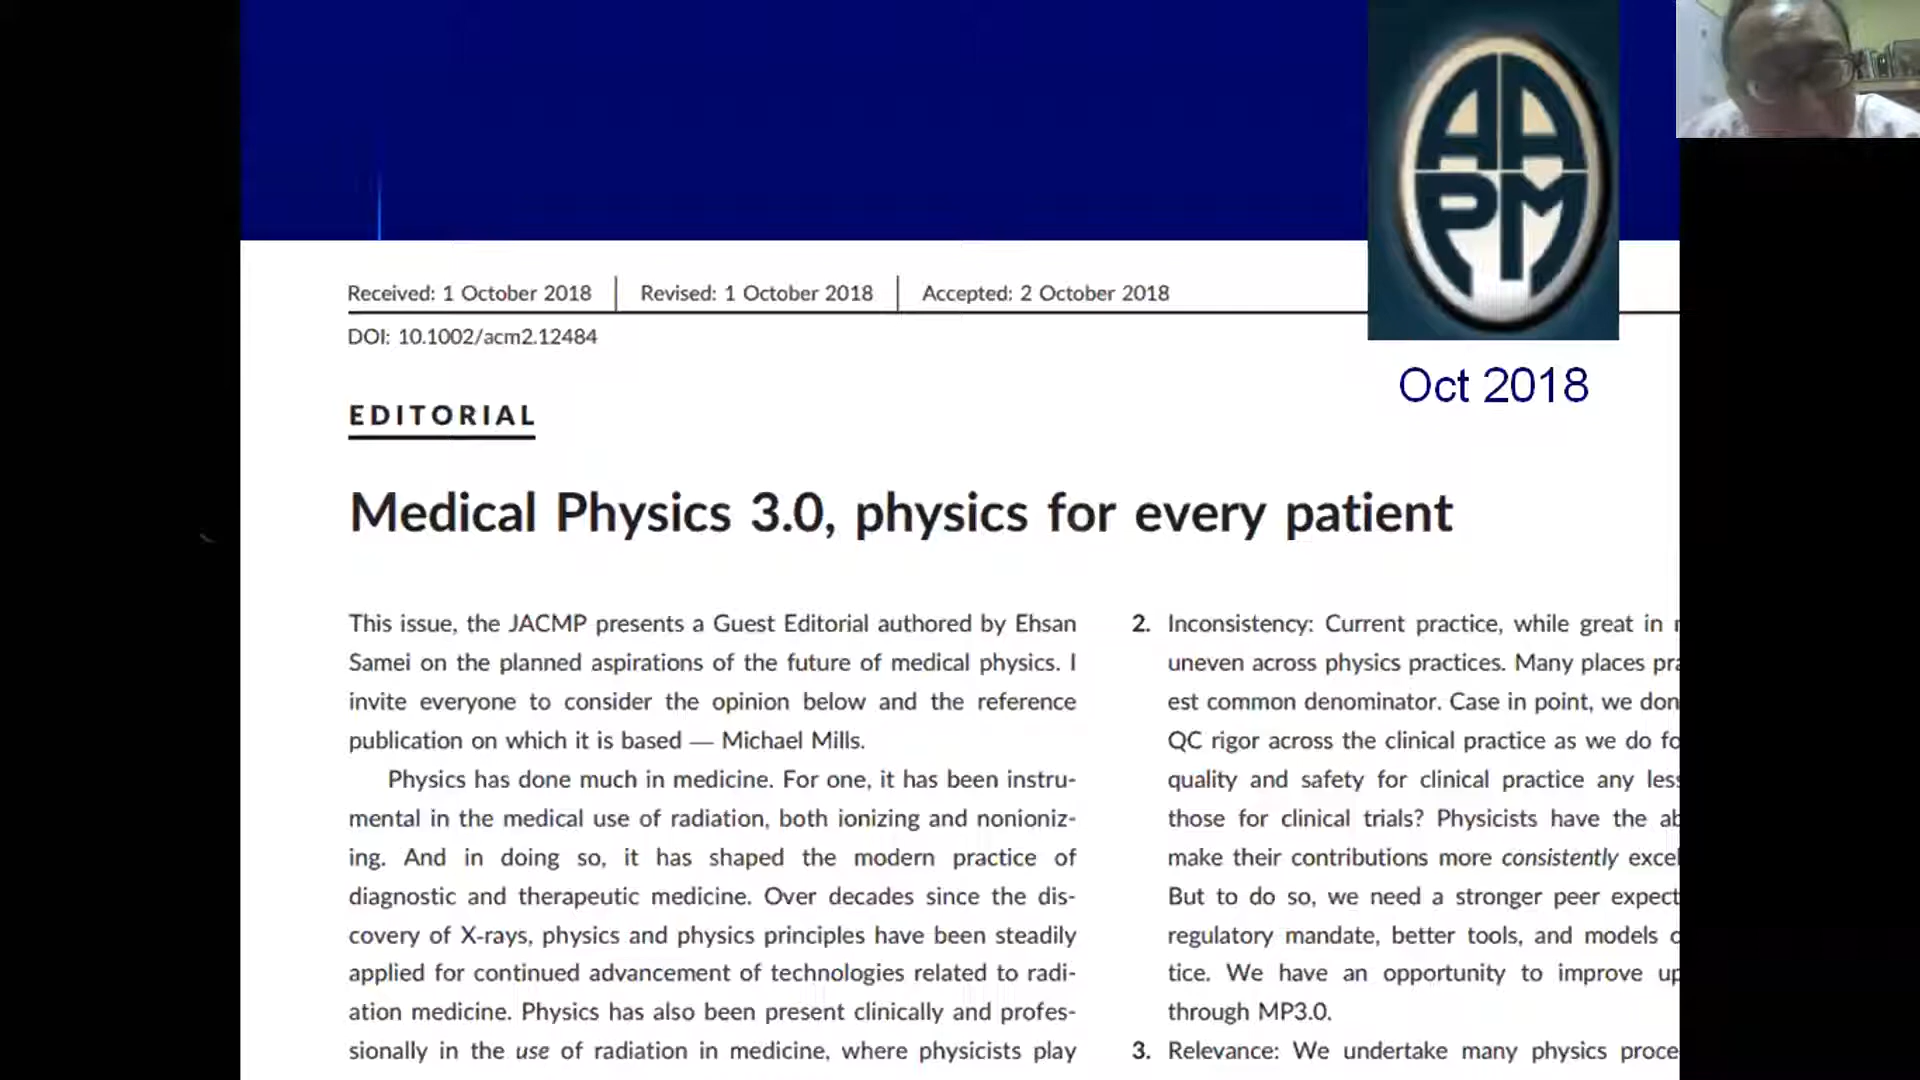 AAPM
Received: 1 October 2018 | Revised: 1 October 2018 | Accepted: 2 October 2018
DOI: 10.1002/acm2.12484
Oct 2018
EDITORIAL
Medical Physics 3.0, physics for every patient
This issue, the JACMP presents a Guest Editorial authored by Ehsan
Samei on the planned aspirations of the future of medical physics. I
invite everyone to consider the opinion below and the reference
publication on which it is based — Michael Mills.
Physics has done much in medicine. For one, it has been instru-
mental in the medical use of radiation, both ionizing and nonioniz-
ing. And in doing so, it has shaped the modern practice of
diagnostic and therapeutic medicine. Over decades since the dis-
covery of X-rays, physics and physics principles have been steadily
applied for continued advancement of technologies related to radi-
ation medicine. Physics has also been present clinically and profes-
sionally in the use of radiation in medicine, where physicists play
2. Inconsistency: Current practice, while great in
uneven across physics practices. Many places
est common denominator. Case in point, we
QC rigor across the clinical practice as we do
quality and safety for clinical practice any
those for clinical trials? Physicists have the
make their contributions more consistently
But to do so, we need a stronger peer
regulatory mandate, better tools, and models
tice. We have an opportunity to improve
through MP3.0.
3. Relevance: We undertake many physics